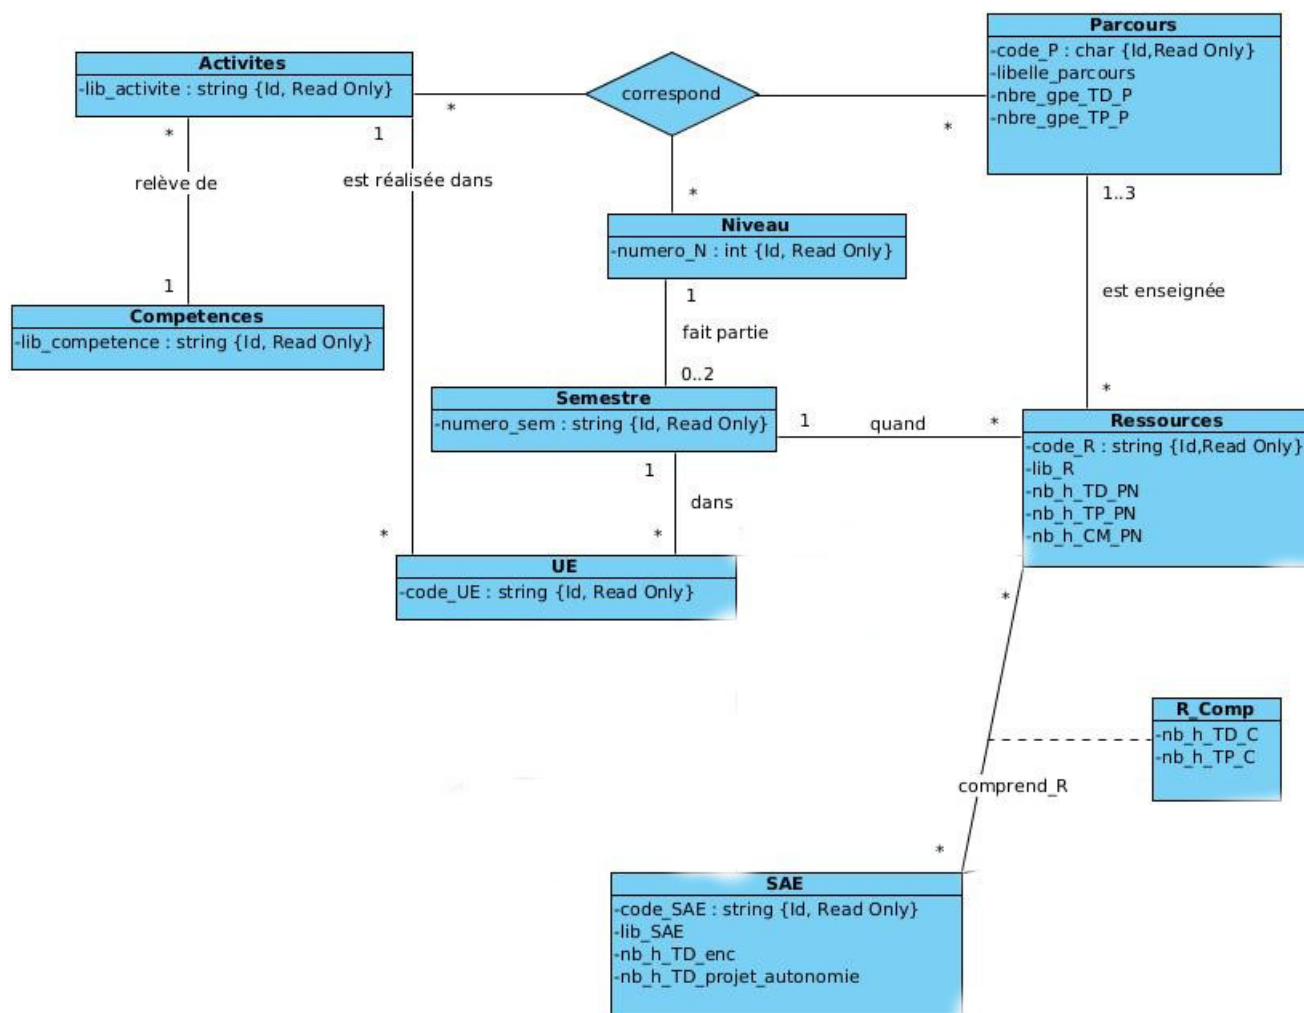 Parcours
-code_P : char {Id,Read Only}
-libelle_parcours
-nbre_gpe_TD_P
-nbre_gpe_TP_P
Activites
-lib_activite : string {Id, Read Only}
correspond
*
*
*
1
relève de
est réalisée dans
*
1..3
Niveau
-numero_N : int {Id, Read Only}
1
Competences
-lib_competence : string {Id, Read Only}
1
fait partie
0..2
est enseignée
*
Semestre
-numero_sem : string {Id, Read Only}
1
quand
*
Ressources
-code_R : string {Id,Read Only}
-lib_R
-nb_h_TD_PN
-nb_h_TP_PN
-nb_h_CM_PN
1
dans
*
*
UE
-code_UE : string {Id, Read Only}
*
R_Comp
-nb_h_TD_C
-nb_h_TP_C
comprend_R
*
SAE
-code_SAE : string {Id, Read Only}
-lib_SAE
-nb_h_TD_enc
-nb_h_TD_projet_autonomie